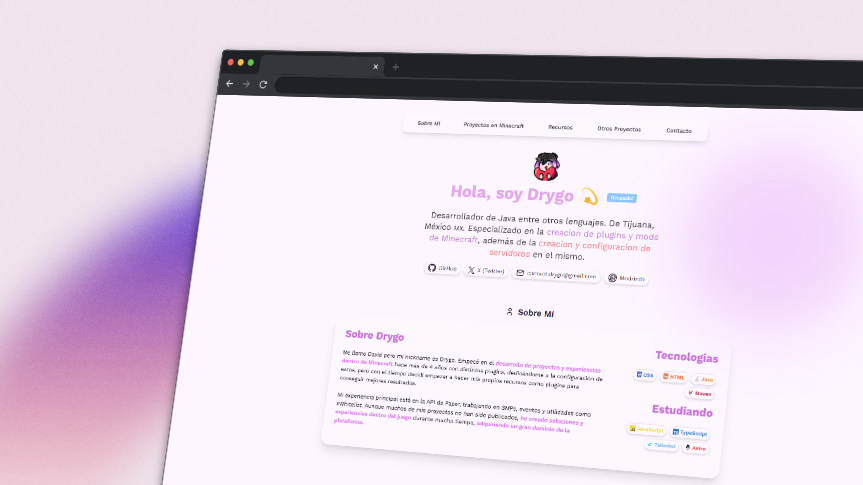 Sobre Mí Proyectos en Minecraft Recursos Otros Proyectos Contacto
Hola, soy Drygo
Desarrollador de Java entre otros lenguajes. De Tijuana,
México MX. Especializado en la creacion de plugins y mods
de Minecraft, además de la creacion y configuracion de
servidores en el mismo.
GitHub X (Twitter) contact.drygo@gmail.com Modrinth
Sobre Mí
Sobre Drygo
Me llamo David pero mi nickname es Drygo. Empecé en el desarrollo de proyectos y experiencias
dentro de Minecraft hace mas de 4 años con distintos plugins, dedicándome a la configuración de
estos, pero con el tiempo decidí empezar a hacer mis propios recursos como plugins para
conseguir mejores resultados.
Mi experiencia principal está en la API de Paper, trabajando en SMPs, eventos y utilidades como
xWhitelist. Aunque muchos de mis proyectos no han sido publicados, he creado soluciones y
experiencias dentro del juego durante mucho tiempo, adquiriendo un gran dominio de la
plataforma.
Tecnologías
CSS HTML Java
Maven
Estudiando
JavaScript TypeScript
Tailwind Astro